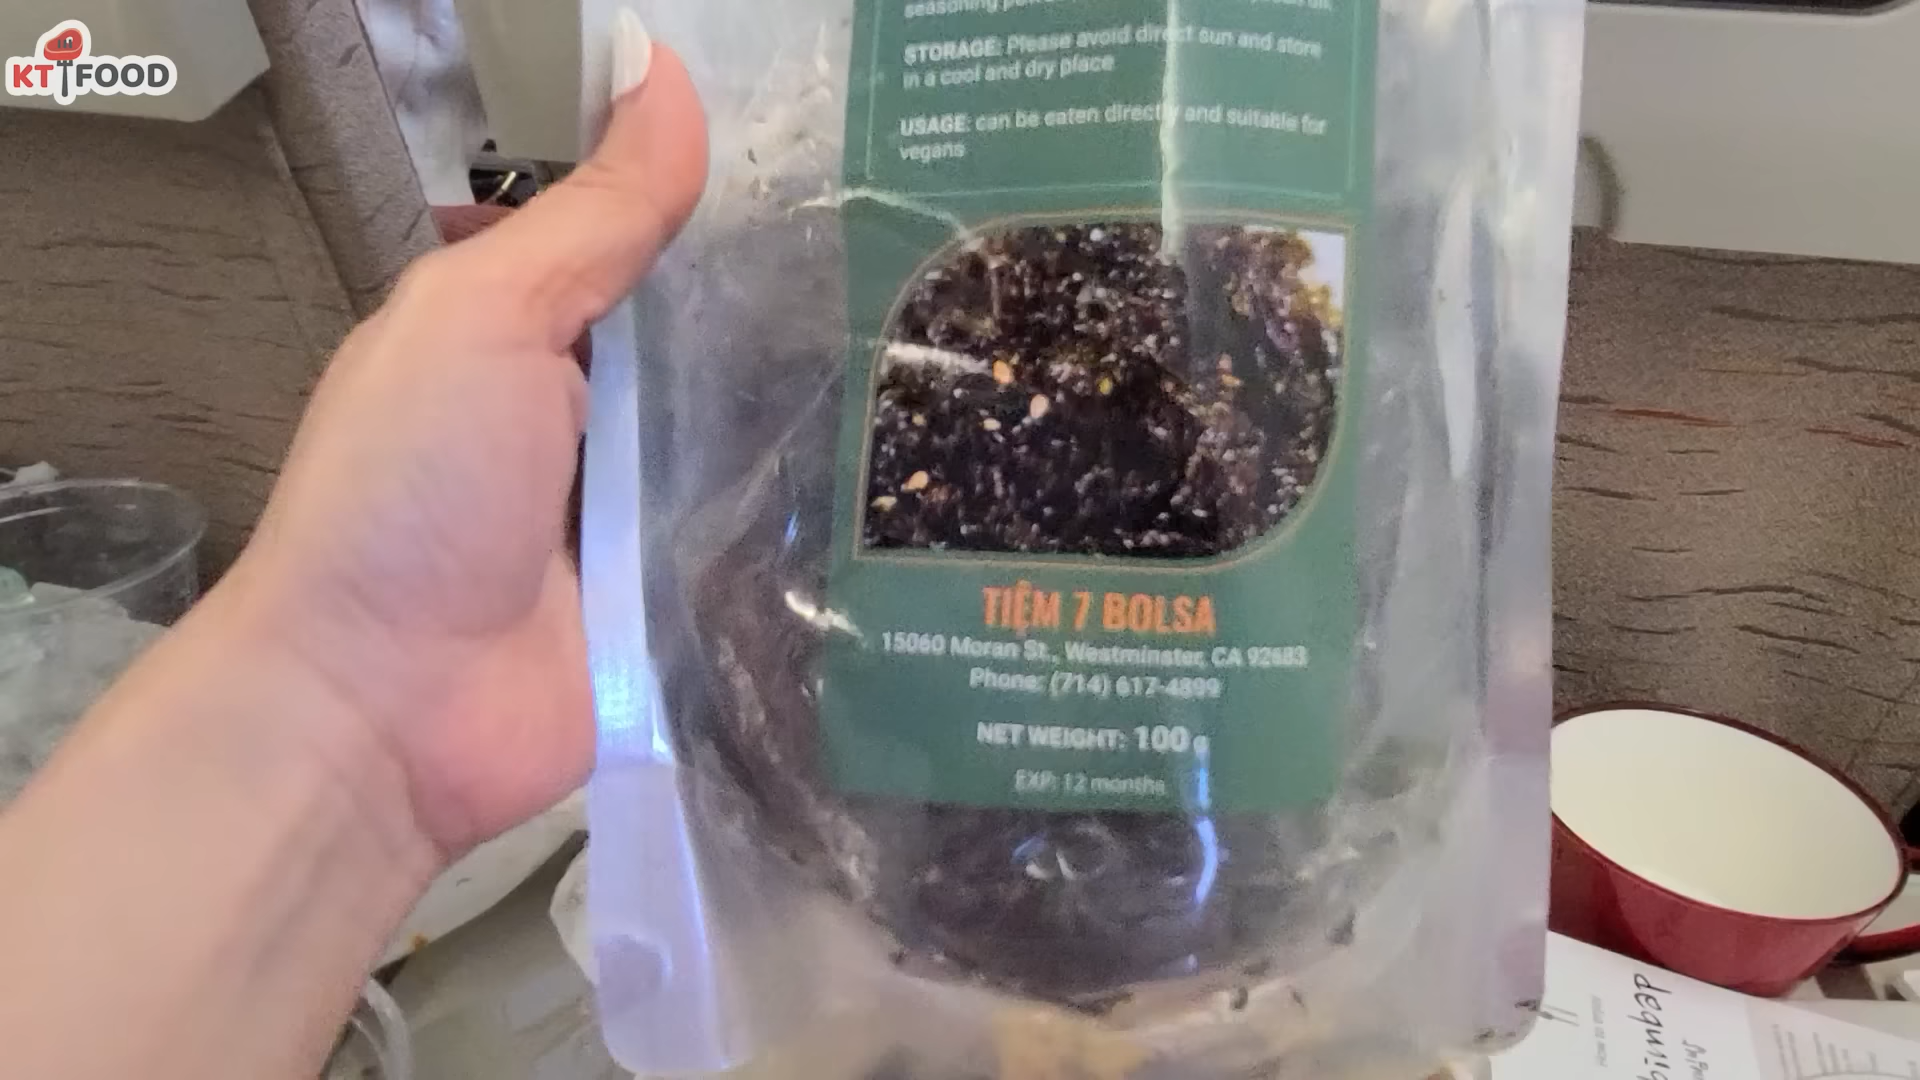 KT FOOD
seasoning
STORAGE: Please avoid direct sun and store
in a cool and dry place
USAGE: can be eaten directly and suitable for
vegans
TIỆM 7 BOLSA
15060 Moran St., Westminster, CA 92683
Phone: (714) 617-4899
NET WEIGHT: 100 g
EXP: 12 months